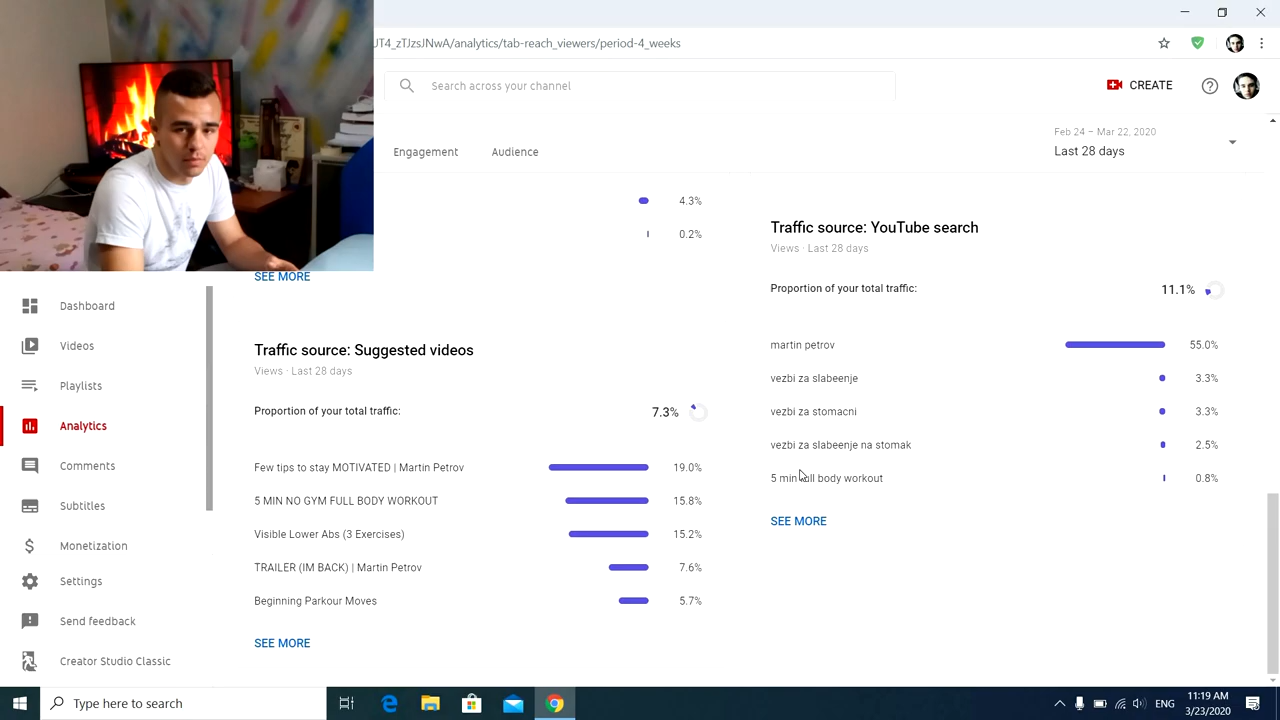 JT4_zTJzsJNwA/analytics/tab-reach_viewers/period-4_weeks
Search across your channel
CREATE
Engagement
Audience
Feb 24 – Mar 22, 2020
Last 28 days
4.3%
0.2%
SEE MORE
Dashboard
Videos
Playlists
Analytics
Comments
Subtitles
Monetization
Settings
Send feedback
Creator Studio Classic
Traffic source: Suggested videos
Views · Last 28 days
Proportion of your total traffic: 7.3%
Few tips to stay MOTIVATED | Martin Petrov 19.0%
5 MIN NO GYM FULL BODY WORKOUT 15.8%
Visible Lower Abs (3 Exercises) 15.2%
TRAILER (IM BACK) | Martin Petrov 7.6%
Beginning Parkour Moves 5.7%
SEE MORE
Traffic source: YouTube search
Views · Last 28 days
Proportion of your total traffic: 11.1%
martin petrov 55.0%
vezbi za slabeenje 3.3%
vezbi za stomacni 3.3%
vezbi za slabeenje na stomak 2.5%
5 min full body workout 0.8%
SEE MORE
Type here to search
ENG
11:19 AM
3/23/2020